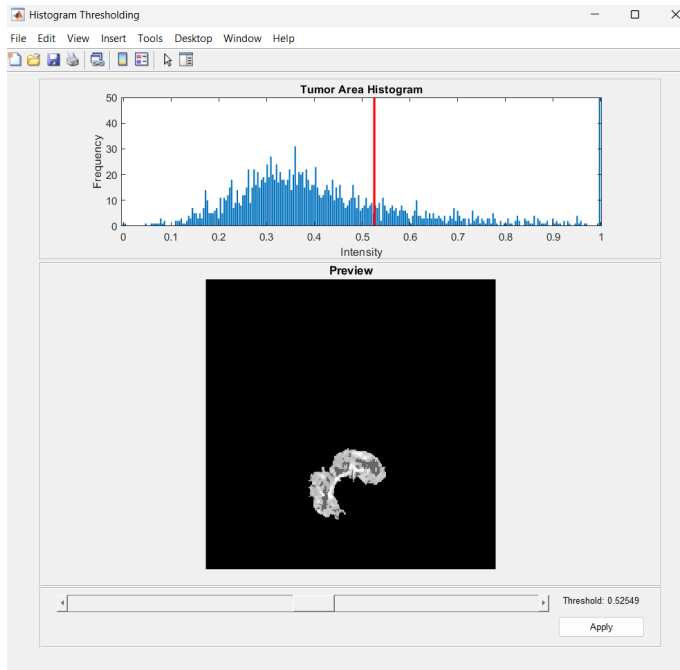 Histogram Thresholding
File Edit View Insert Tools Desktop Window Help
Tumor Area Histogram
50
40
30
20
10
0
Frequency
0 0.1 0.2 0.3 0.4 0.5 0.6 0.7 0.8 0.9 1
Intensity
Preview
Threshold: 0.52549
Apply